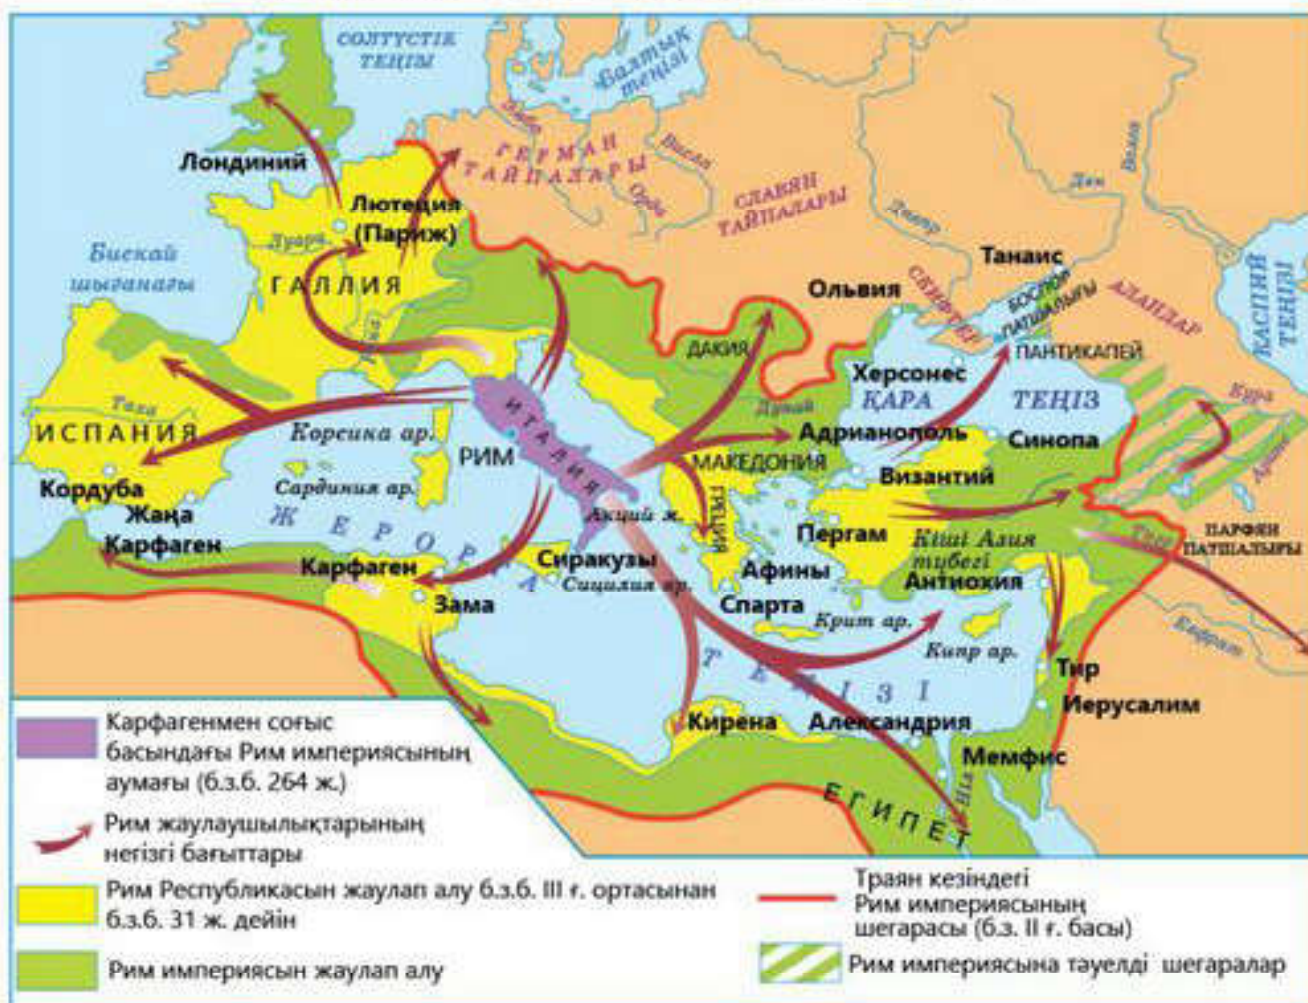 СОЛТҮСТІК
ТЕҢІЗІ
Балтық
теңізі
Эльба
ГЕРМАН
ТАЙПАЛАРЫ
Висла
Одра
СЛАВЯН
ТАЙПАЛАРЫ
Дон
Волга
Днепр
Лондиний
Лютеция
(Париж)
Луара
Бискай
шығанағы
ГАЛЛИЯ
Рона
Танаис
Ольвия
СКИФТЕР
БОСПОР
ПАТШАЛЫҒЫ
АЛАНДАР
КАСПИЙ
ТЕҢІЗІ
ДАКИЯ
ПАНТИКАПЕЙ
Херсонес
ҚАРА ТЕҢІЗ
Кура
Аракс
Дунай
Тахо
ИСПАНИЯ
Корсика ар.
ИТАЛИЯ
РИМ
Адрианополь
Синопа
МАКЕДОНИЯ
Византий
Кордуба
Сардиния ар.
ГРЕЦИЯ
Жаңа
Карфаген
ЖЕРОРТА
Акций м.
Пергам
Кіші Азия
түбегі
ПАРФЯН
ПАТШАЛЫҒЫ
Тигр
Карфаген
Сиракузы
Сицилия ар.
Афины
Антиохия
Зама
Спарта
Крит ар.
Кипр ар.
Евфрат
ТЕҢІЗІ
Тир
Иерусалим
Кирена
Александрия
Мемфис
Ніл
ЕГИПЕТ
Карфагенмен соғыс
басындағы Рим империясының
аумағы (б.з.б. 264 ж.)
Рим жаулаушылықтарының
негізгі бағыттары
Рим Республикасын жаулап алу б.з.б. III ғ. ортасынан
б.з.б. 31 ж. дейін
Рим империясын жаулап алу
Траян кезіндегі
Рим империясының
шегарасы (б.з. II ғ. басы)
Рим империясына тәуелді шегаралар